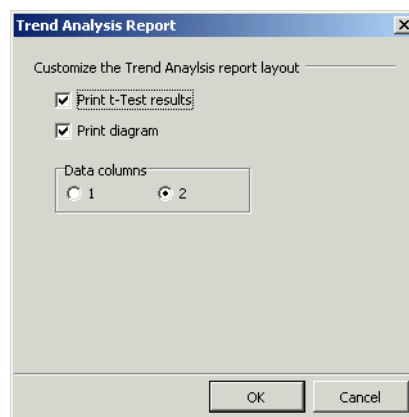 Trend Analysis Report
Customize the Trend Anaylsis report layout
Print t-Test results
Print diagram
Data columns
1 2
OK Cancel